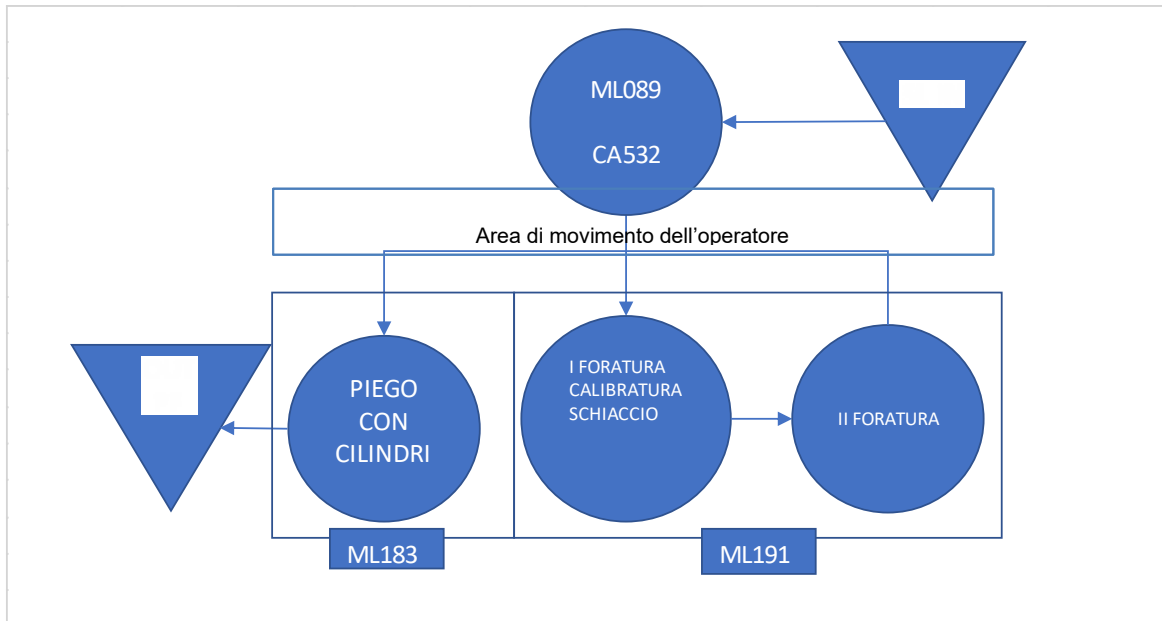 ML089
CA532
Area di movimento dell'operatore
PIEGO
CON
CILINDRI
I FORATURA
CALIBRATURA
SCHIACCIO
II FORATURA
ML183
ML191